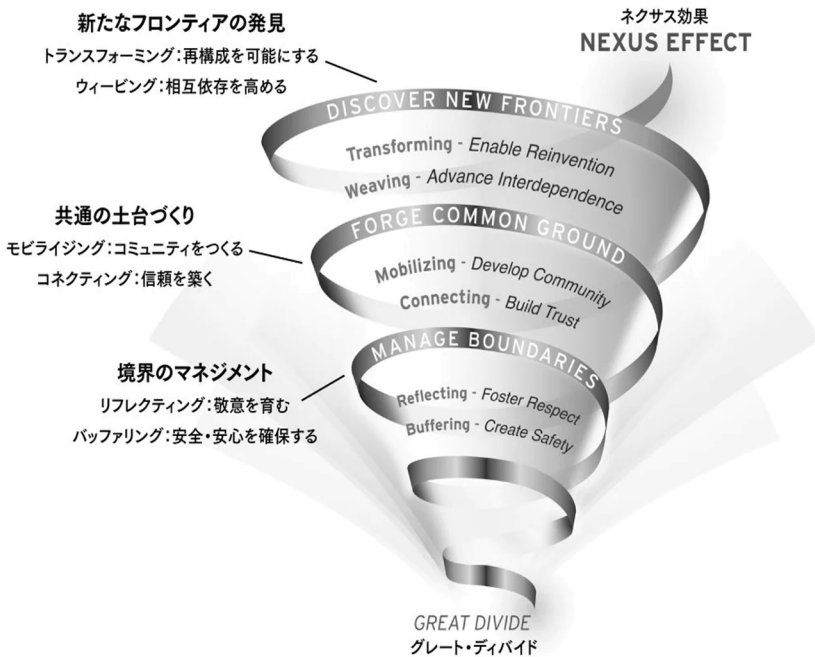 ネクサス効果
NEXUS EFFECT
新たなフロンティアの発見
トランスフォーミング：再構成を可能にする
ウィービング：相互依存を高める
DISCOVER NEW FRONTIERS
Transforming - Enable Reinvention
Weaving - Advance Interdependence
共通の土台づくり
モビライジング：コミュニティをつくる
コネクティング：信頼を築く
FORGE COMMON GROUND
Mobilizing - Develop Community
Connecting - Build Trust
境界のマネジメント
リフレクティング：敬意を育む
バッファリング：安全・安心を確保する
MANAGE BOUNDARIES
Reflecting - Foster Respect
Buffering - Create Safety
GREAT DIVIDE
グレート・ディバイド